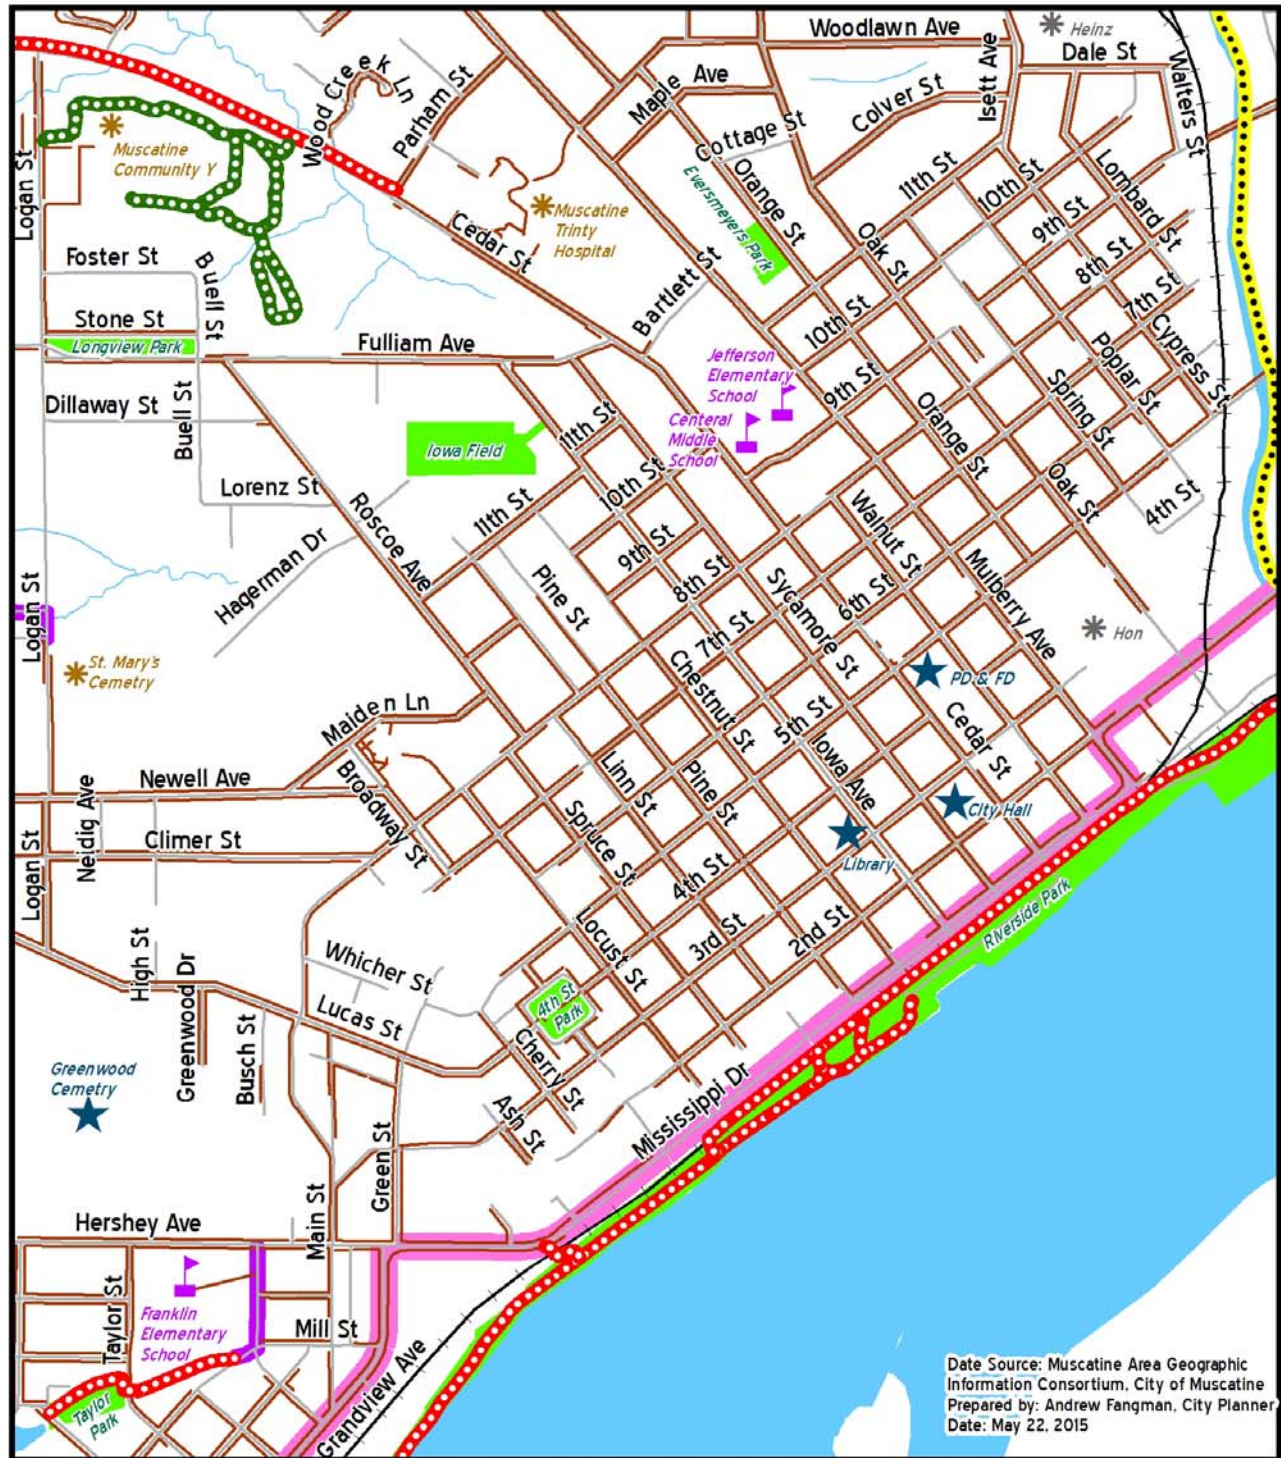 Woodlawn Ave
Heinz
Dale St
Isett Ave
Walters St
Wood Creek Ln
Parham St
Maple Ave
Colver St
Cottage St
Muscatine
Community Y
Logan St
Eversmeyers Park
Orange St
11th St
10th St
Lombard St
9th St
8th St
7th St
Cypress St
Muscatine
Trinty
Hospital
Cedar St
Oak St
Foster St
Buell St
Bartlett St
10th St
Stone St
Longview Park
Fulliam Ave
Jefferson
Elementary
School
9th St
Poplar St
Spring St
Dillaway St
Buell St
Centeral
Middle
School
Orange St
11th St
Iowa Field
10th St
Oak St
4th St
Lorenz St
Roscoe Ave
11th St
9th St
Walnut St
Hagerman Dr
Pine St
8th St
Sycamore St
6th St
Mulberry Ave
Logan St
7th St
Hon
St. Mary's
Cemetery
Chestnut St
PD & FD
Maiden Ln
5th St
Iowa Ave
Cedar St
Newell Ave
Broadway St
Linn St
Pine St
City Hall
Neidig Ave
Climer St
Spruce St
Library
Logan St
4th St
Riverside Park
High St
Whicher St
Locust St
3rd St
2nd St
Greenwood Dr
Lucas St
4th St
Park
Busch St
Cherry St
Greenwood
Cemetry
Ash St
Mississippi Dr
Green St
Hershey Ave
Main St
Taylor St
Franklin
Elementary
School
Mill St
Taylor
Park
Grandview Ave
Date Source: Muscatine Area Geographic
Information Consortium, City of Muscatine
Prepared by: Andrew Fangman, City Planner
Date: May 22, 2015